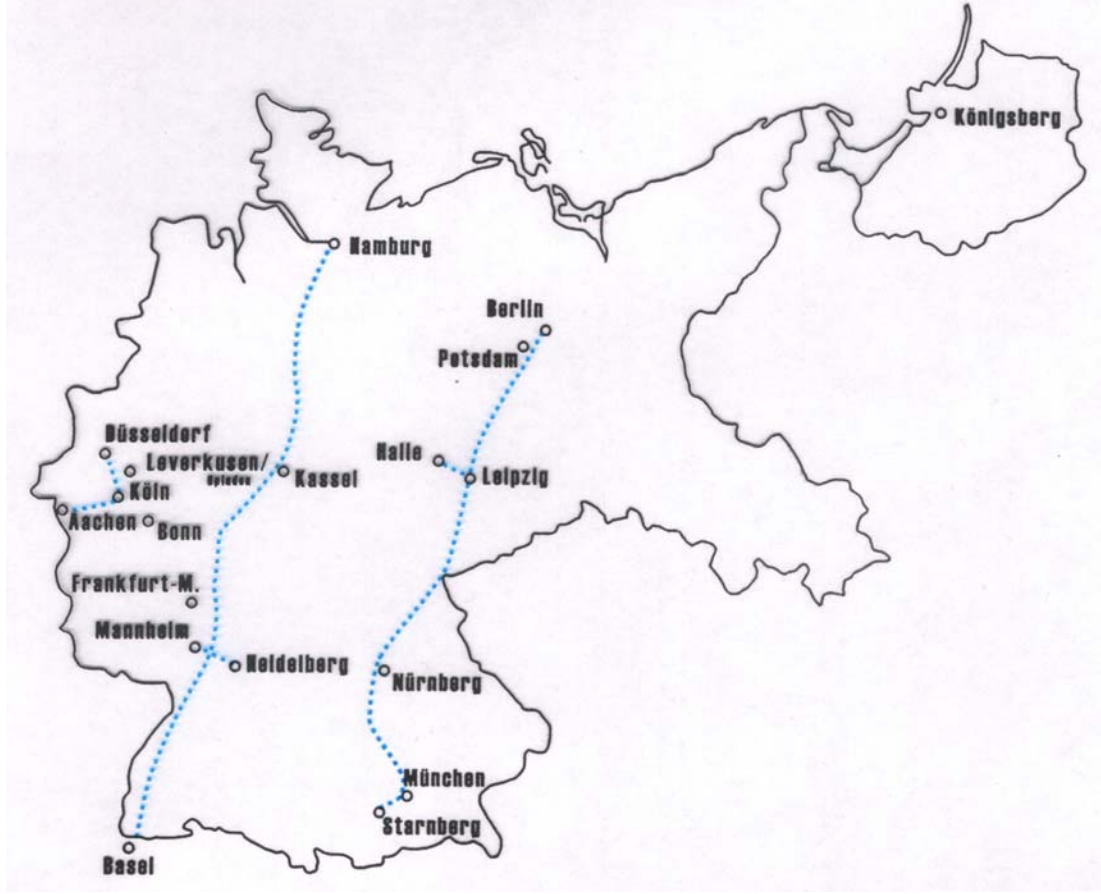 Königsberg
Hamburg
Berlin
Potsdam
Düsseldorf
Leverkusen/
Opladen
Halle
Leipzig
Kassel
Köln
Aachen
Bonn
Frankfurt-M.
Mannheim
Heidelberg
Nürnberg
München
Starnberg
Basel